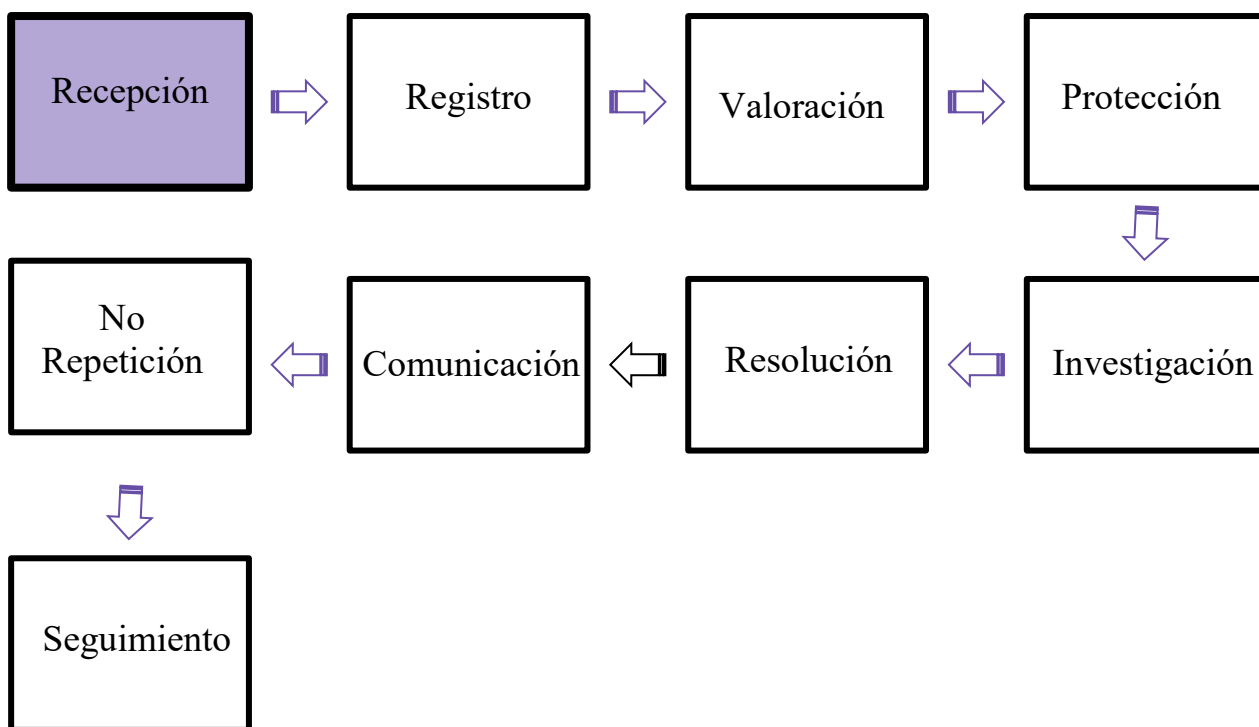 Recepción
Registro
Valoración
Protección
Investigación
Resolución
Comunicación
No
Repetición
Seguimiento